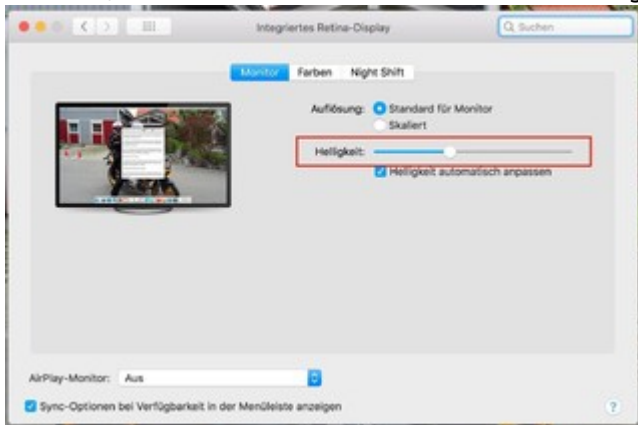 Integriertes Retina-Display
Suchen
Monitor Farben Night Shift
Auflösung: Standard für Monitor
Skaliert
Helligkeit:
Helligkeit automatisch anpassen
AirPlay-Monitor: Aus
Sync-Optionen bei Verfügbarkeit in der Menüleiste anzeigen
?